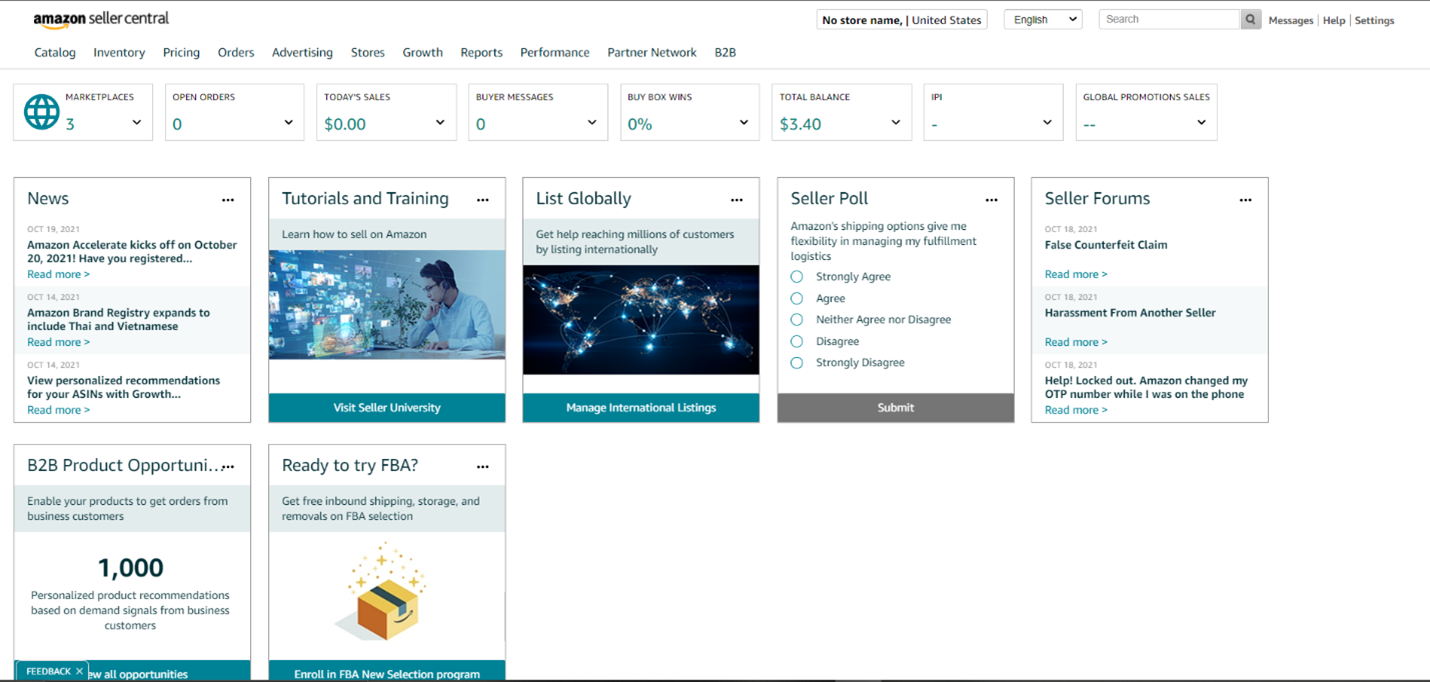 amazon seller central
No store name, | United States
English
Search
Messages | Help | Settings
Catalog Inventory Pricing Orders Advertising Stores Growth Reports Performance Partner Network B2B
MARKETPLACES
3
OPEN ORDERS
0
TODAY'S SALES
$0.00
BUYER MESSAGES
0
BUY BOX WINS
0%
TOTAL BALANCE
$3.40
IPI
-
GLOBAL PROMOTIONS SALES
--
News
OCT 19, 2021
Amazon Accelerate kicks off on October
20, 2021! Have you registered...
Read more >
OCT 14, 2021
Amazon Brand Registry expands to
include Thai and Vietnamese
Read more >
OCT 14, 2021
View personalized recommendations
for your ASINs with Growth...
Read more >
Tutorials and Training
Learn how to sell on Amazon
Visit Seller University
List Globally
Get help reaching millions of customers
by listing internationally
Manage International Listings
Seller Poll
Amazon's shipping options give me
flexibility in managing my fulfillment
logistics
Strongly Agree
Agree
Neither Agree nor Disagree
Disagree
Strongly Disagree
Submit
Seller Forums
OCT 18, 2021
False Counterfeit Claim
Read more >
OCT 18, 2021
Harassment From Another Seller
Read more >
OCT 18, 2021
Help! Locked out. Amazon changed my
OTP number while I was on the phone
Read more >
B2B Product Opportuni...
Enable your products to get orders from
business customers
1,000
Personalized product recommendations
based on demand signals from business
customers
FEEDBACK ×
ew all opportunities
Ready to try FBA?
Get free inbound shipping, storage, and
removals on FBA selection
Enroll in FBA New Selection program